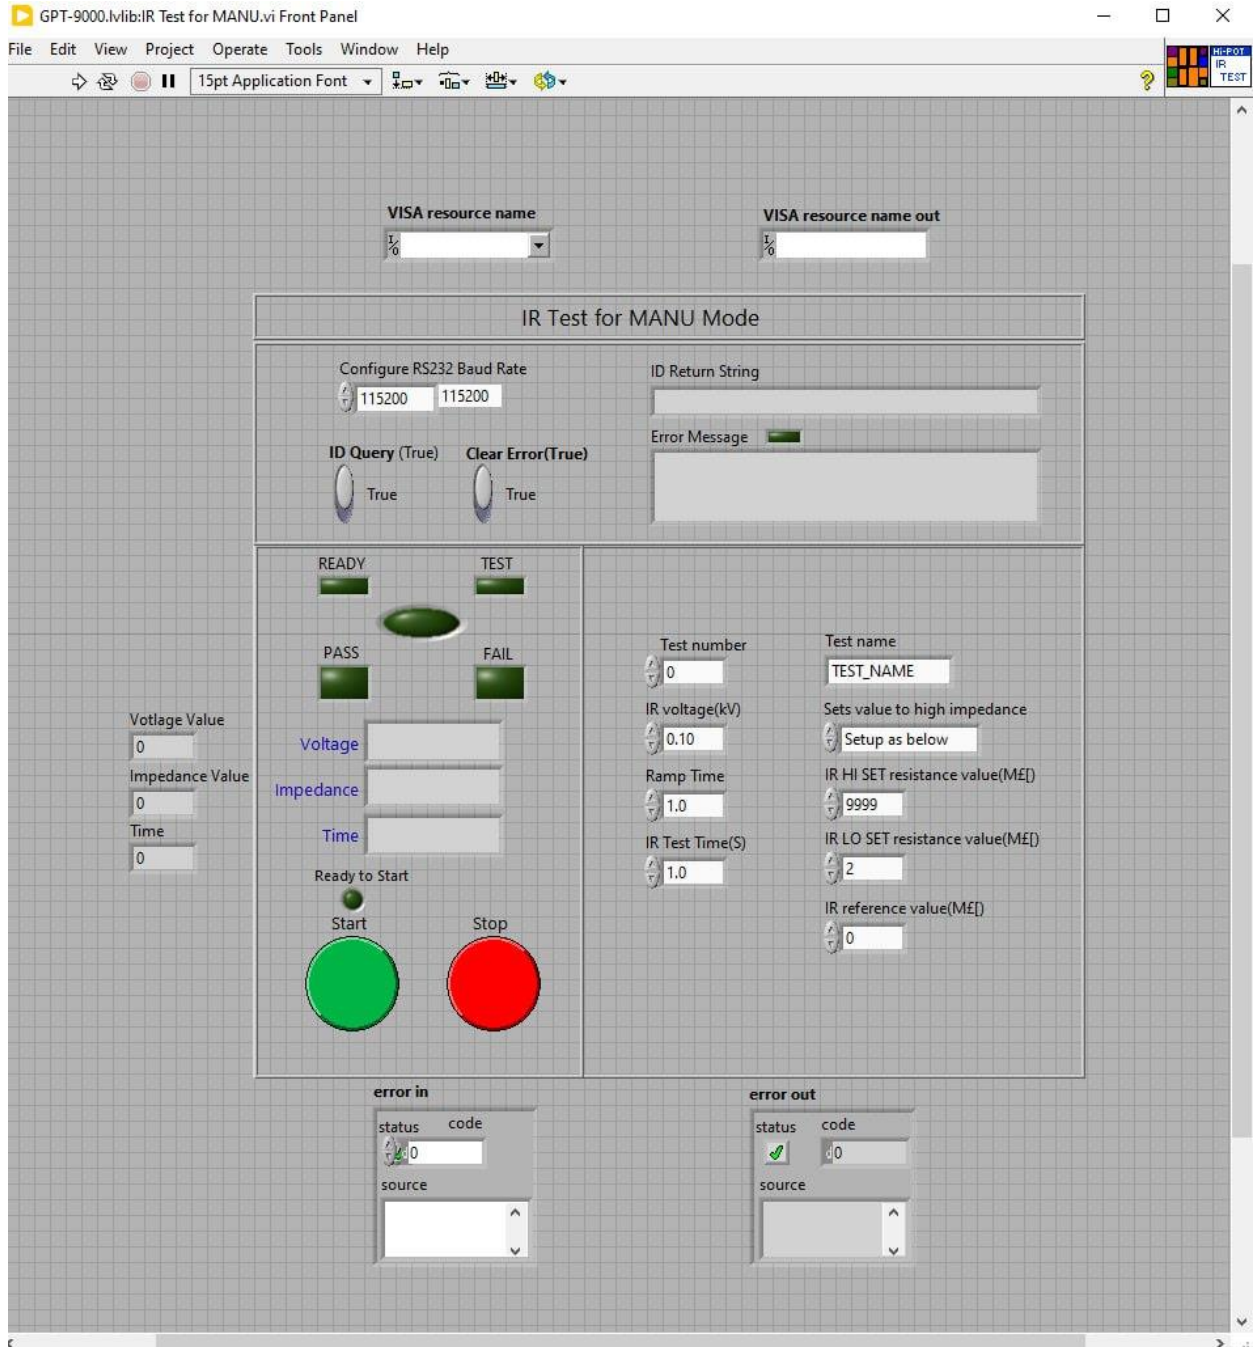 GPT-9000.lvlib:IR Test for MANU.vi Front Panel
File Edit View Project Operate Tools Window Help
15pt Application Font
Hi-POT
IR
TEST
VISA resource name
VISA resource name out
IR Test for MANU Mode
Configure RS232 Baud Rate
115200 115200
ID Return String
Error Message
ID Query (True) Clear Error(True)
True True
READY TEST
PASS FAIL
Votlage Value
0
Impedance Value
0
Time
0
Voltage
Impedance
Time
Ready to Start
Start Stop
Test number
0
IR voltage(kV)
0.10
Ramp Time
1.0
IR Test Time(S)
1.0
Test name
TEST_NAME
Sets value to high impedance
Setup as below
IR HI SET resistance value(M£[)
9999
IR LO SET resistance value(M£[)
2
IR reference value(M£[)
0
error in
status code
0
source
error out
status code
d0
source